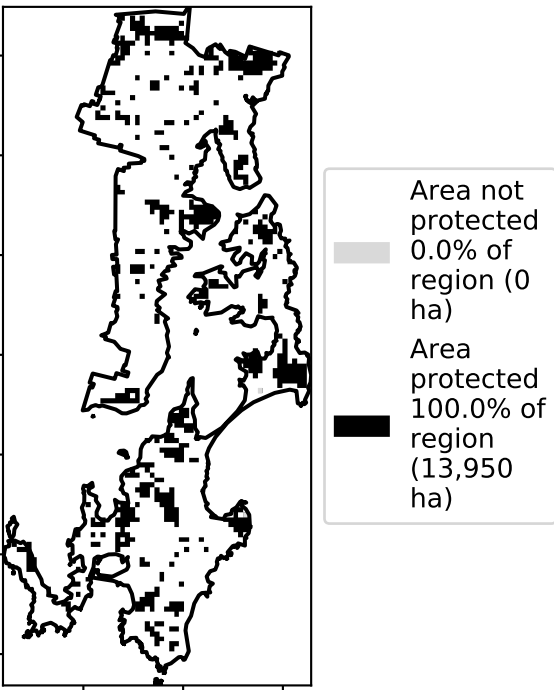 Area not
protected
0.0% of
region (0
ha)
Area
protected
100.0% of
region
(13,950
ha)